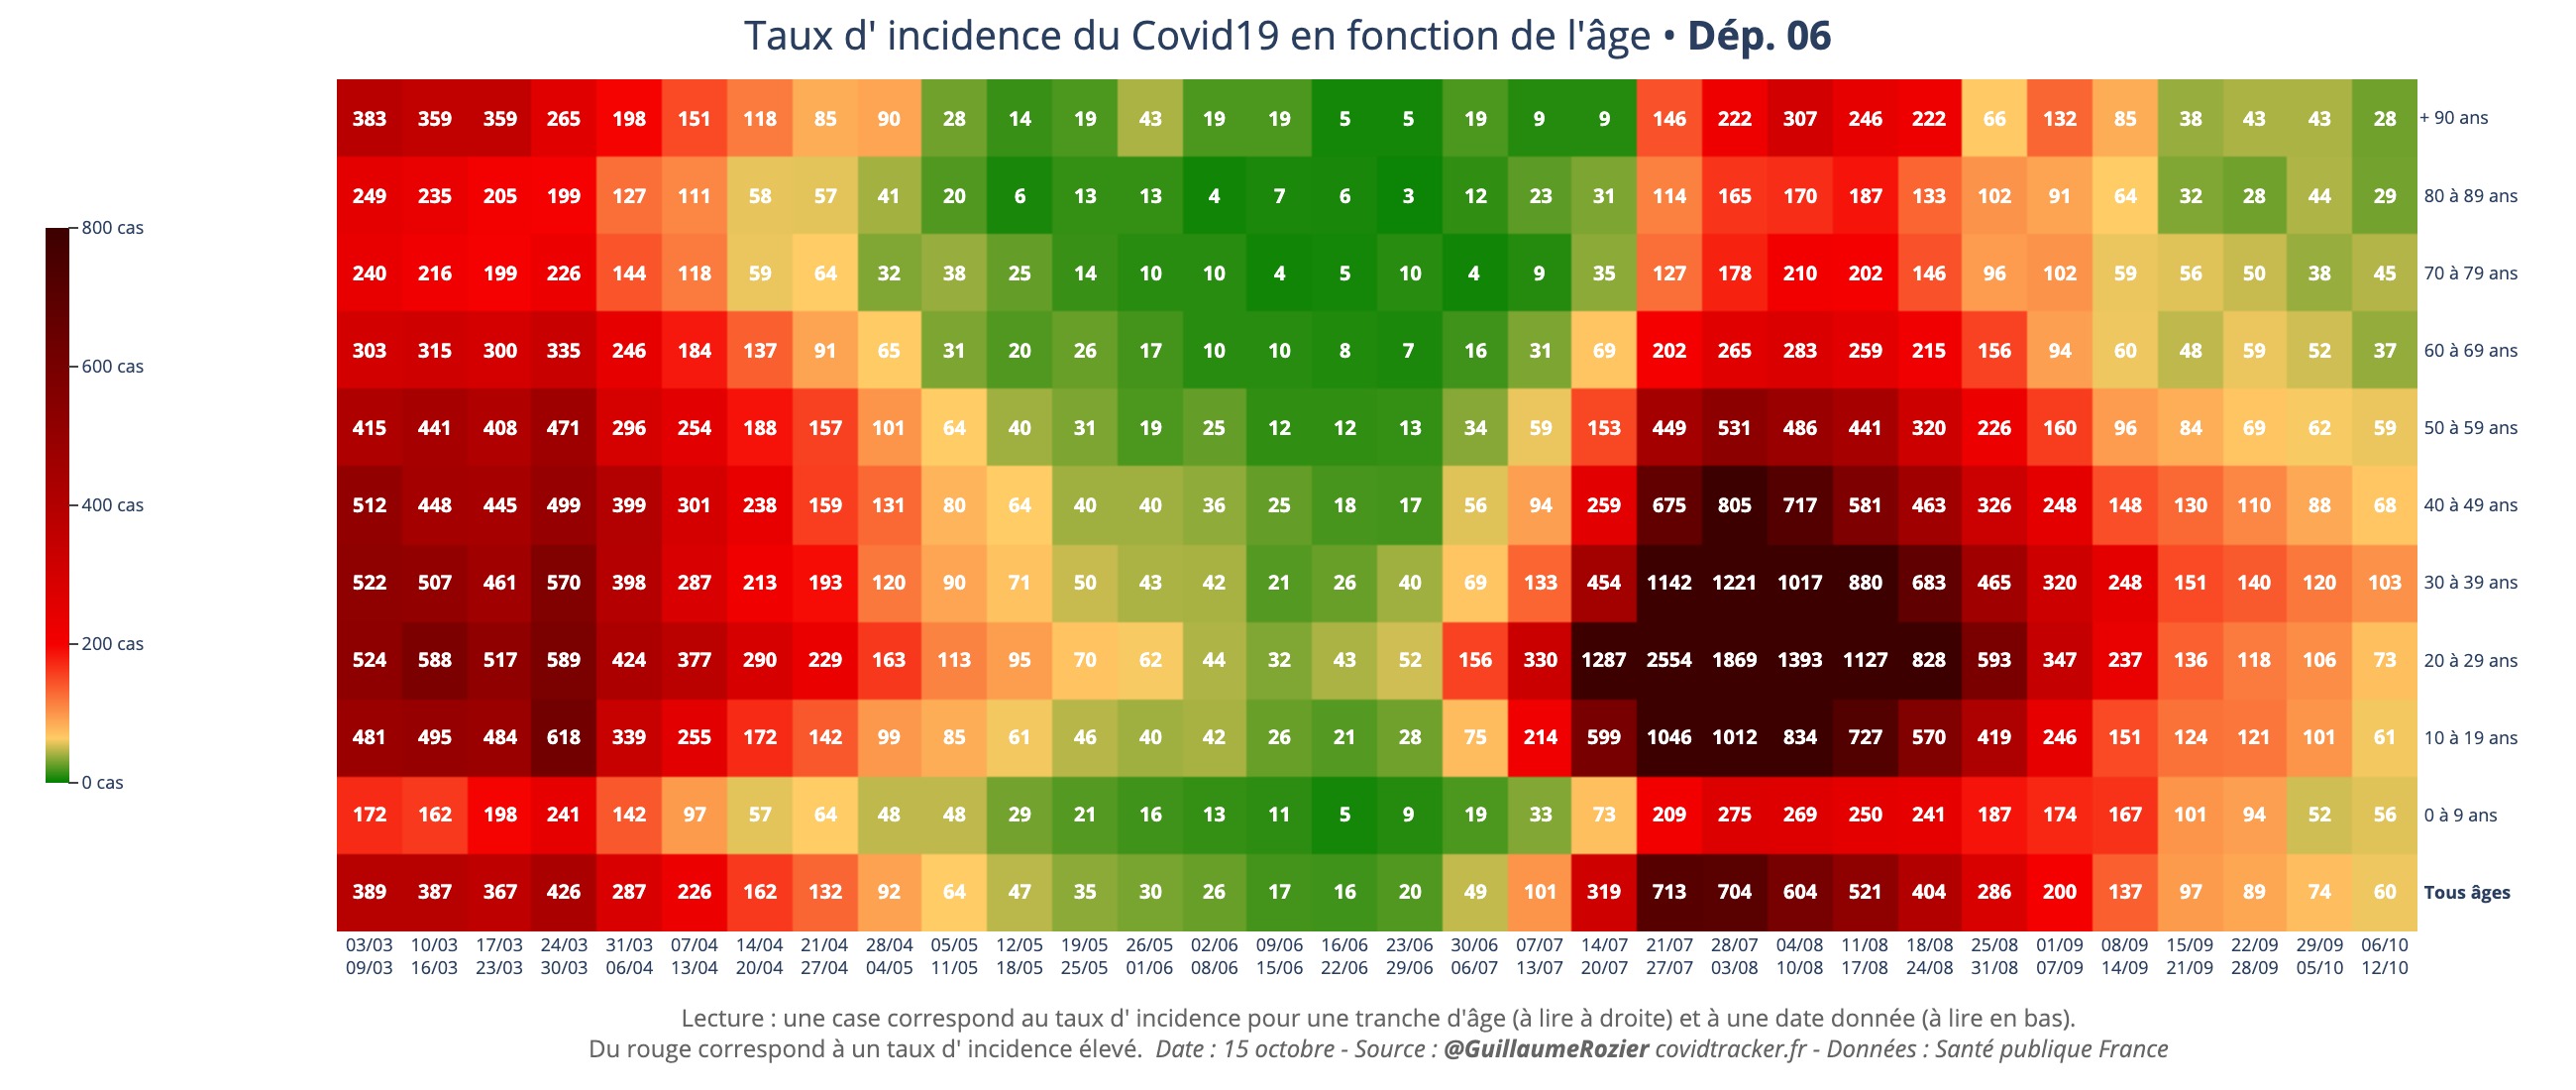 Taux d' incidence du Covid19 en fonction de l'âge • Dép. 06
800 cas
600 cas
400 cas
200 cas
0 cas
383 359 359 265 198 151 118 85 90 28 14 19 43 19 19 5 5 19 9 9 146 222 307 246 222 66 132 85 38 43 43 28 + 90 ans
249 235 205 199 127 111 58 57 41 20 6 13 13 4 7 6 3 12 23 31 114 165 170 187 133 102 91 64 32 28 44 29 80 à 89 ans
240 216 199 226 144 118 59 64 32 38 25 14 10 10 4 5 10 4 9 35 127 178 210 202 146 96 102 59 56 50 38 45 70 à 79 ans
303 315 300 335 246 184 137 91 65 31 20 26 17 10 10 8 7 16 31 69 202 265 283 259 215 156 94 60 48 59 52 37 60 à 69 ans
415 441 408 471 296 254 188 157 101 64 40 31 19 25 12 12 13 34 59 153 449 531 486 441 320 226 160 96 84 69 62 59 50 à 59 ans
512 448 445 499 399 301 238 159 131 80 64 40 40 36 25 18 17 56 94 259 675 805 717 581 463 326 248 148 130 110 88 68 40 à 49 ans
522 507 461 570 398 287 213 193 120 90 71 50 43 42 21 26 40 69 133 454 1142 1221 1017 880 683 465 320 248 151 140 120 103 30 à 39 ans
524 588 517 589 424 377 290 229 163 113 95 70 62 44 32 43 52 156 330 1287 2554 1869 1393 1127 828 593 347 237 136 118 106 73 20 à 29 ans
481 495 484 618 339 255 172 142 99 85 61 46 40 42 26 21 28 75 214 599 1046 1012 834 727 570 419 246 151 124 121 101 61 10 à 19 ans
172 162 198 241 142 97 57 64 48 48 29 21 16 13 11 5 9 19 33 73 209 275 269 250 241 187 174 167 101 94 52 56 0 à 9 ans
389 387 367 426 287 226 162 132 92 64 47 35 30 26 17 16 20 49 101 319 713 704 604 521 404 286 200 137 97 89 74 60 Tous âges
03/03 10/03 17/03 24/03 31/03 07/04 14/04 21/04 28/04 05/05 12/05 19/05 26/05 02/06 09/06 16/06 23/06 30/06 07/07 14/07 21/07 28/07 04/08 11/08 18/08 25/08 01/09 08/09 15/09 22/09 29/09 06/10
09/03 16/03 23/03 30/03 06/04 13/04 20/04 27/04 04/05 11/05 18/05 25/05 01/06 08/06 15/06 22/06 29/06 06/07 13/07 20/07 27/07 03/08 10/08 17/08 24/08 31/08 07/09 14/09 21/09 28/09 05/10 12/10
Lecture : une case correspond au taux d' incidence pour une tranche d'âge (à lire à droite) et à une date donnée (à lire en bas).
Du rouge correspond à un taux d' incidence élevé. Date : 15 octobre - Source : @GuillaumeRozier covidtracker.fr - Données : Santé publique France